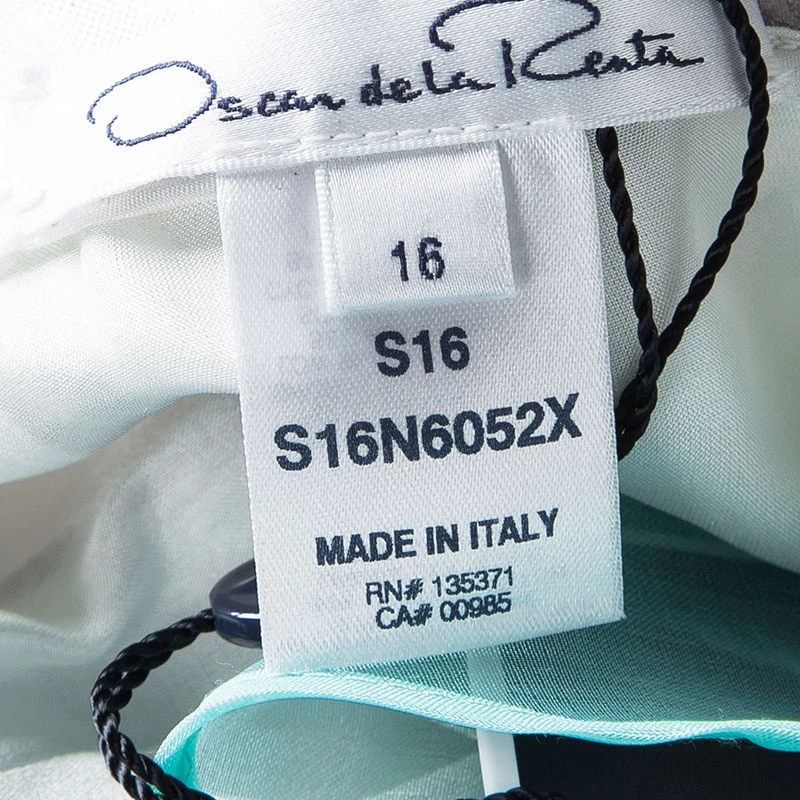 Oscar de la Renta
16
S16
S16N6052X
MADE IN ITALY
RN# 135371
CA# 00985